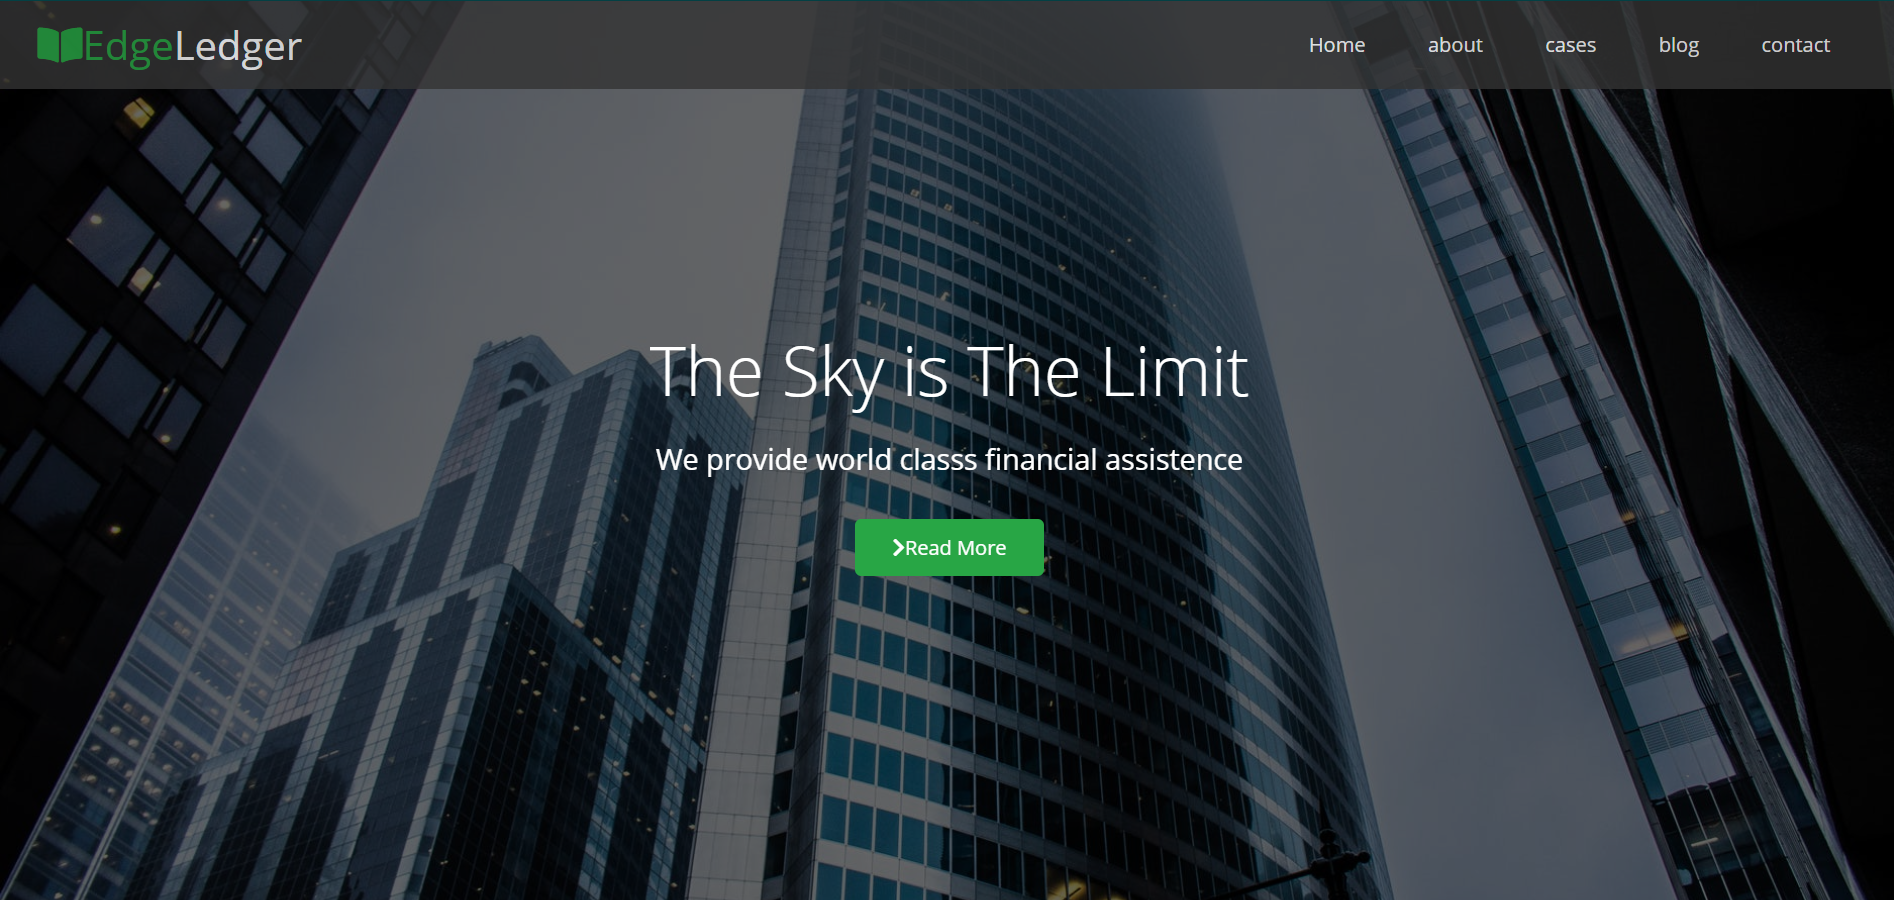 EdgeLedger
Home about cases blog contact
The Sky is The Limit
We provide world classs financial assistence
Read More